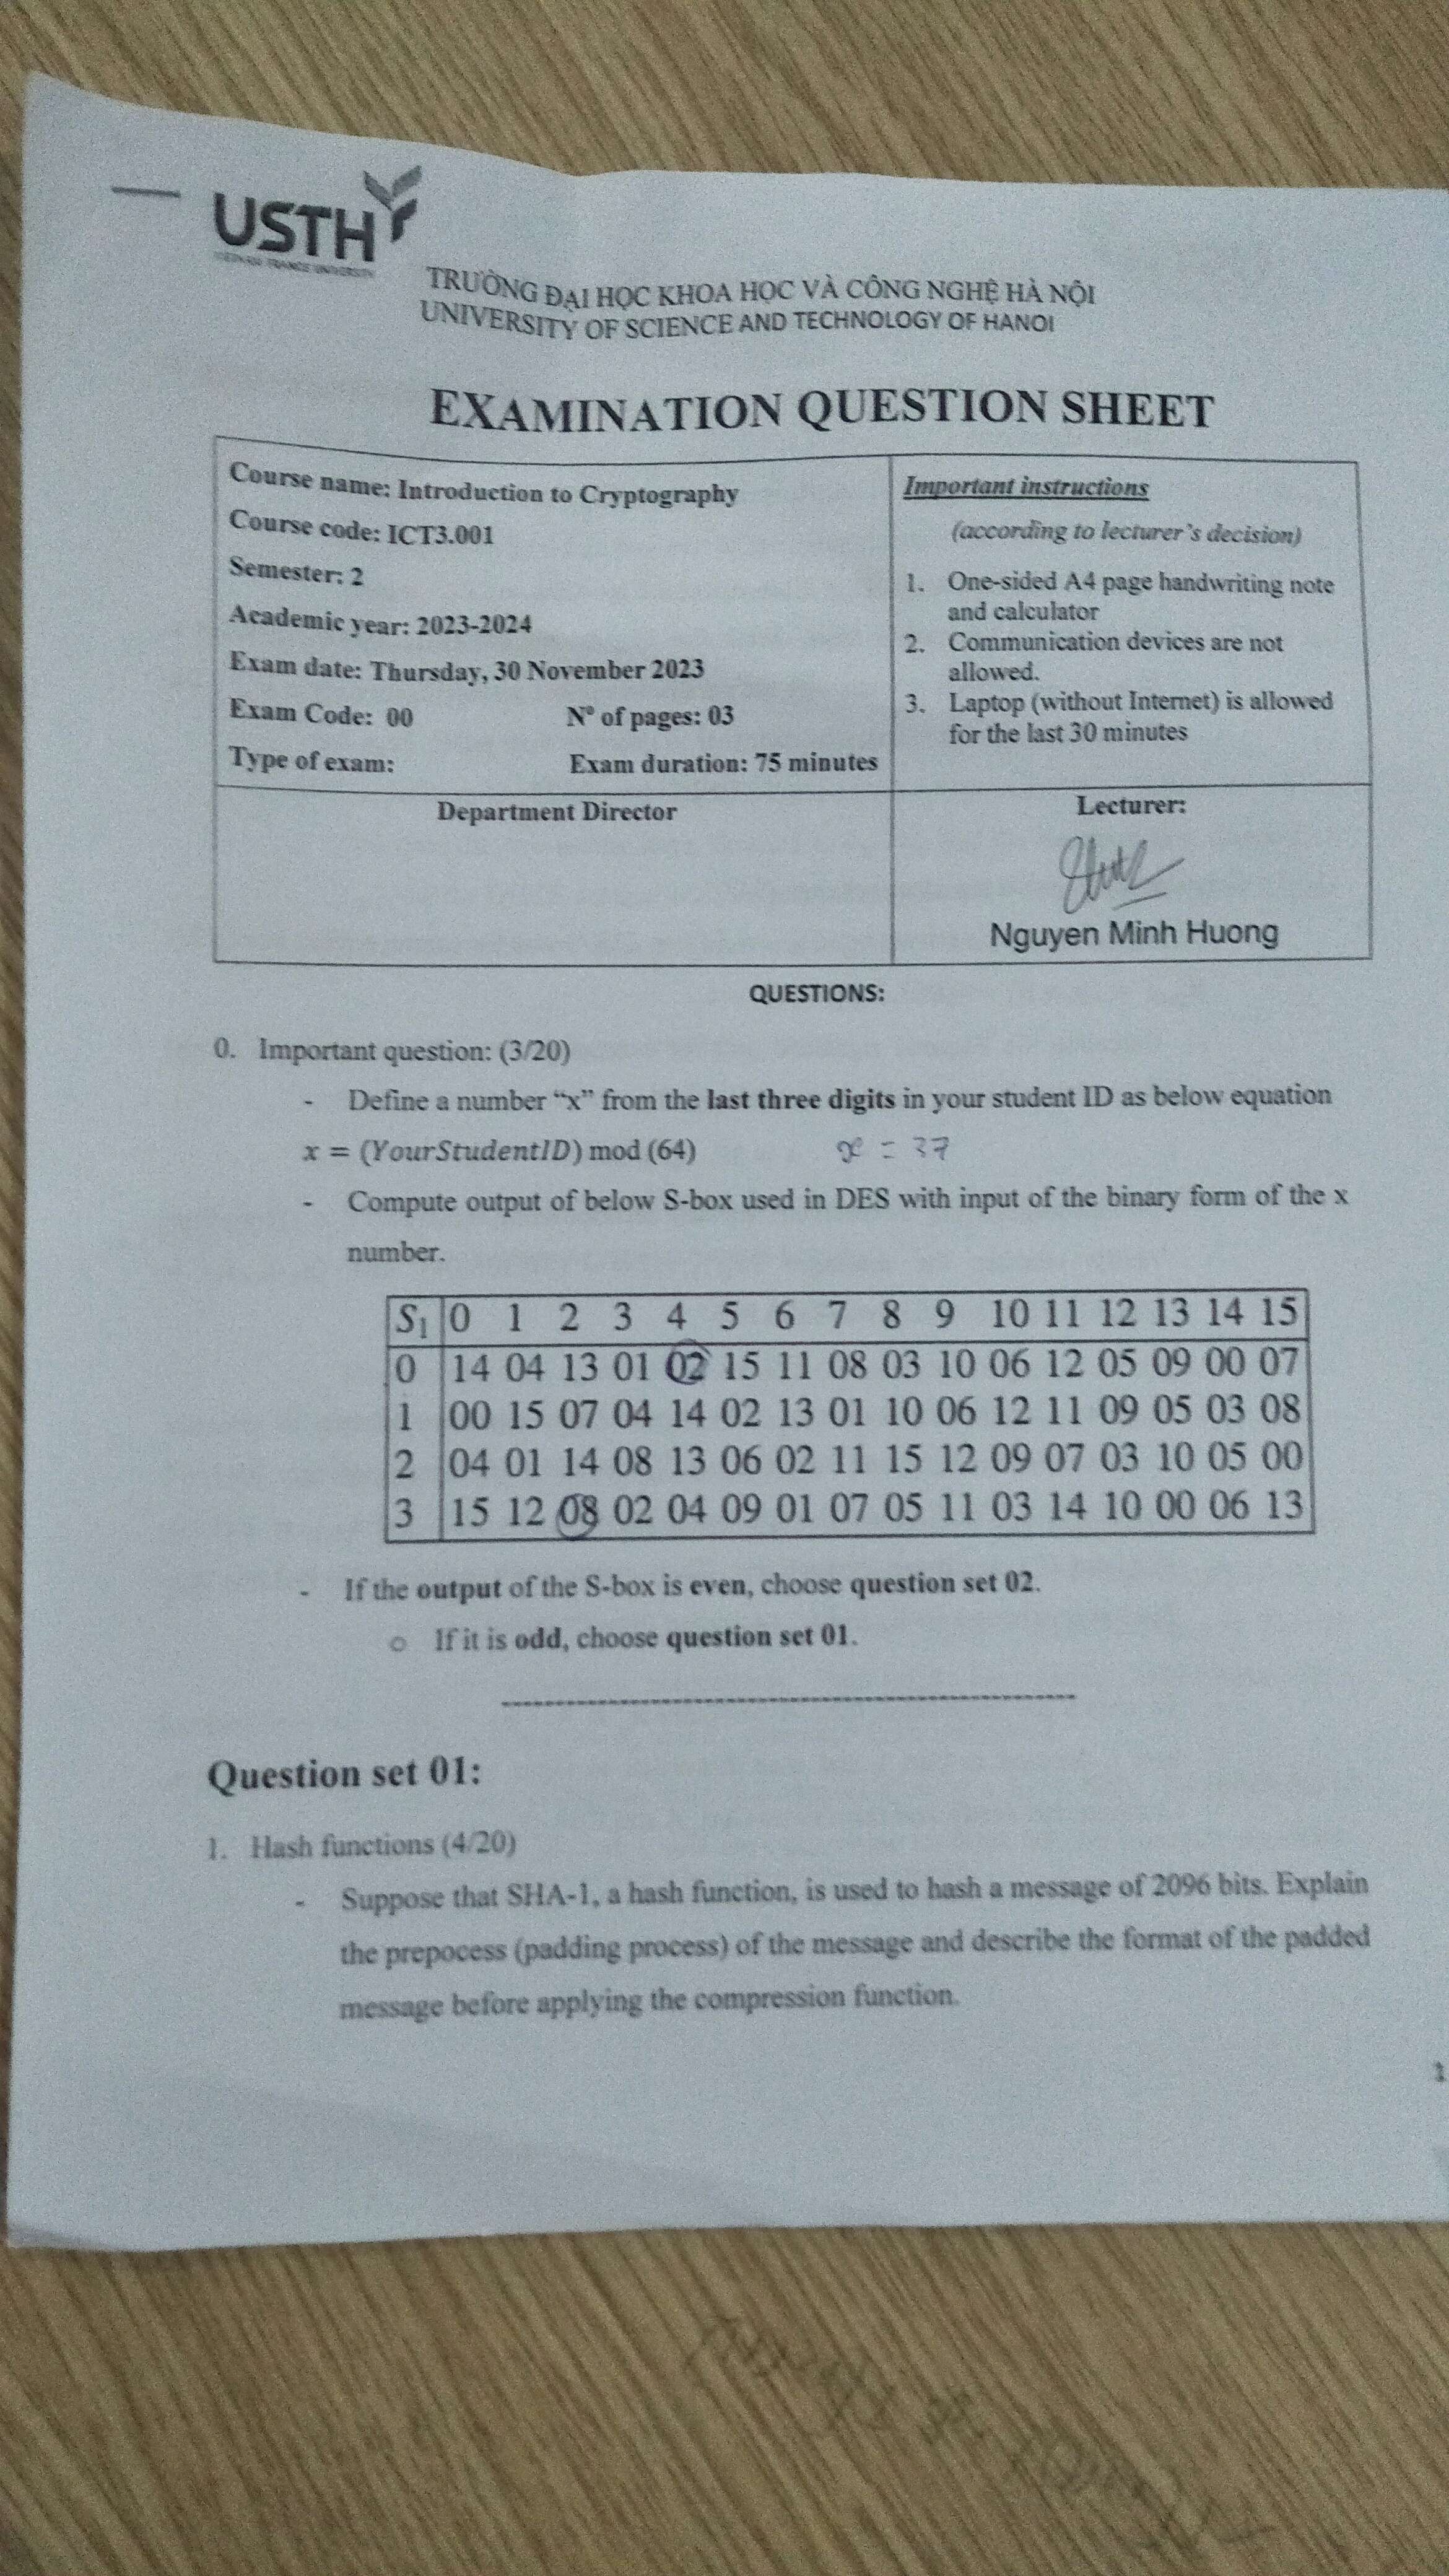 USTH
VIETNAM FRANCE UNIVERSITY
TRƯỜNG ĐẠI HỌC KHOA HỌC VÀ CÔNG NGHỆ HÀ NỘI
UNIVERSITY OF SCIENCE AND TECHNOLOGY OF HANOI
EXAMINATION QUESTION SHEET
Course name: Introduction to Cryptography
Course code: ICT3.001
Semester: 2
Academic year: 2023-2024
Exam date: Thursday, 30 November 2023
Exam Code: 00 Nº of pages: 03
Type of exam: Exam duration: 75 minutes
Important instructions
(according to lecturer's decision)
1. One-sided A4 page handwriting note
and calculator
2. Communication devices are not
allowed.
3. Laptop (without Internet) is allowed
for the last 30 minutes
Department Director
Lecturer:
Nguyen Minh Huong
QUESTIONS:
0. Important question: (3/20)
- Define a number “x” from the last three digits in your student ID as below equation
x = (YourStudentID) mod (64) x = 37
- Compute output of below S-box used in DES with input of the binary form of the x
number.
S1 0 1 2 3 4 5 6 7 8 9 10 11 12 13 14 15
0 14 04 13 01 02 15 11 08 03 10 06 12 05 09 00 07
1 00 15 07 04 14 02 13 01 10 06 12 11 09 05 03 08
2 04 01 14 08 13 06 02 11 15 12 09 07 03 10 05 00
3 15 12 08 02 04 09 01 07 05 11 03 14 10 00 06 13
- If the output of the S-box is even, choose question set 02.
o If it is odd, choose question set 01.
Question set 01:
1. Hash functions (4/20)
- Suppose that SHA-1, a hash function, is used to hash a message of 2096 bits. Explain
the prepocess (padding process) of the message and describe the format of the padded
message before applying the compression function.
1